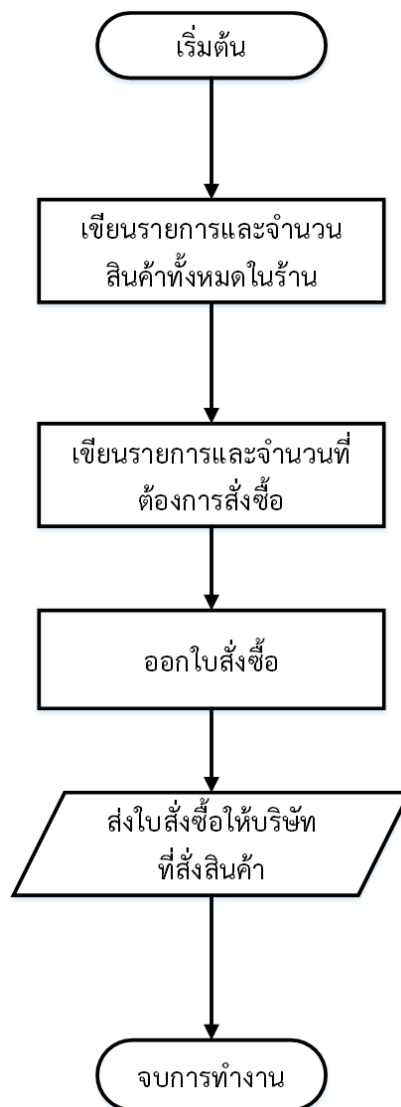 เริ่มต้น
เขียนรายการและจำนวน
สินค้าทั้งหมดในร้าน
เขียนรายการและจำนวนที่
ต้องการสั่งซื้อ
ออกใบสั่งซื้อ
ส่งใบสั่งซื้อให้บริษัท
ที่สั่งสินค้า
จบการทำงาน